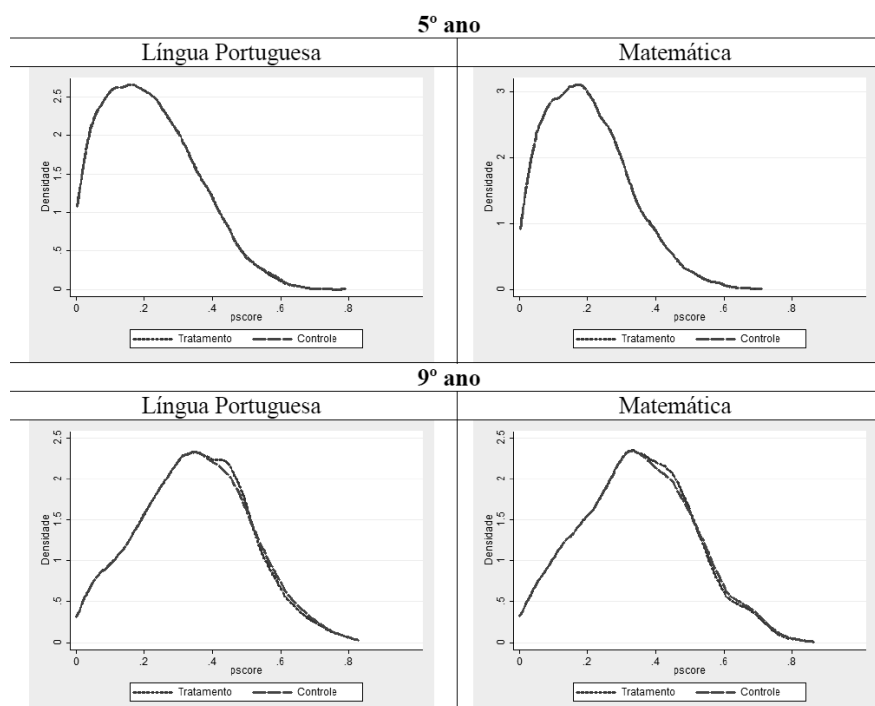 5º ano
Língua Portuguesa Matemática
Densidade
0 .5 1 1.5 2 2.5
0 .2 .4 .6 .8
pscore
Tratamento Controle
Densidade
0 1 2 3
0 .2 .4 .6 .8
pscore
Tratamento Controle
9º ano
Língua Portuguesa Matemática
Densidade
0 .5 1 1.5 2 2.5
0 .2 .4 .6 .8
pscore
Tratamento Controle
Densidade
0 .5 1 1.5 2 2.5
0 .2 .4 .6 .8
pscore
Tratamento Controle